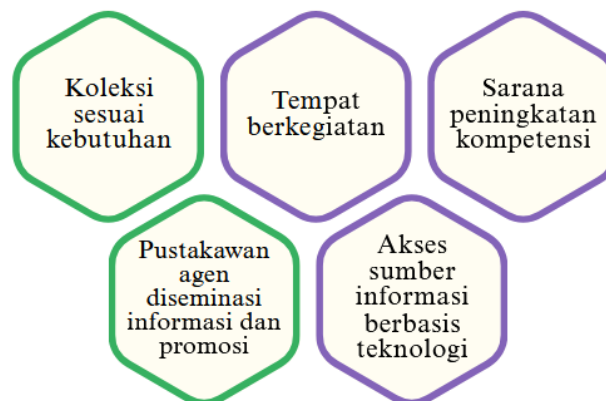 Koleksi
sesuai
kebutuhan
Tempat
berkegiatan
Sarana
peningkatan
kompetensi
Pustakawan
agen
diseminasi
informasi dan
promosi
Akses
sumber
informasi
berbasis
teknologi